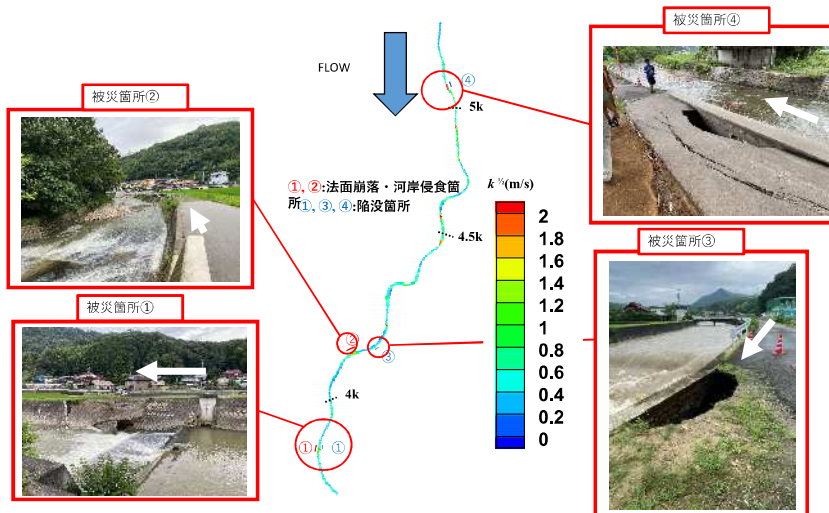 被災箇所④
被災箇所②
FLOW
④
5k
①, ②:法面崩落・河岸侵食箇
所①, ③, ④:陥没箇所
k ½(m/s)
2
1.8
1.6
1.4
1.2
1
0.8
0.6
0.4
0.2
0
4.5k
被災箇所③
被災箇所①
②
③
4k
① ①